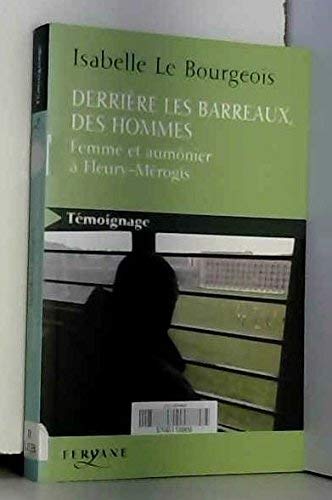 Isabelle Le Bourgeois
DERRIÈRE LES BARREAUX,
DES HOMMES
Femme et aumônier
à Fleury-Mérogis
Témoignage
FERYANE